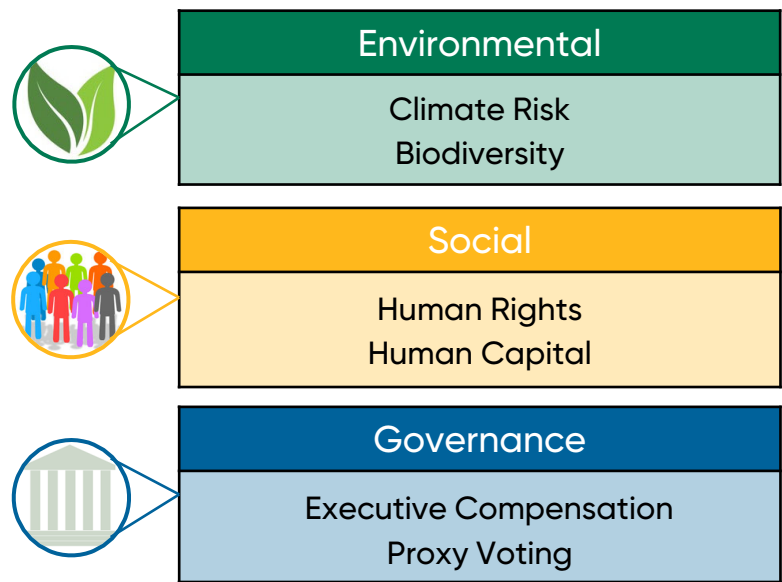 Environmental
Climate Risk
Biodiversity
Social
Human Rights
Human Capital
Governance
Executive Compensation
Proxy Voting